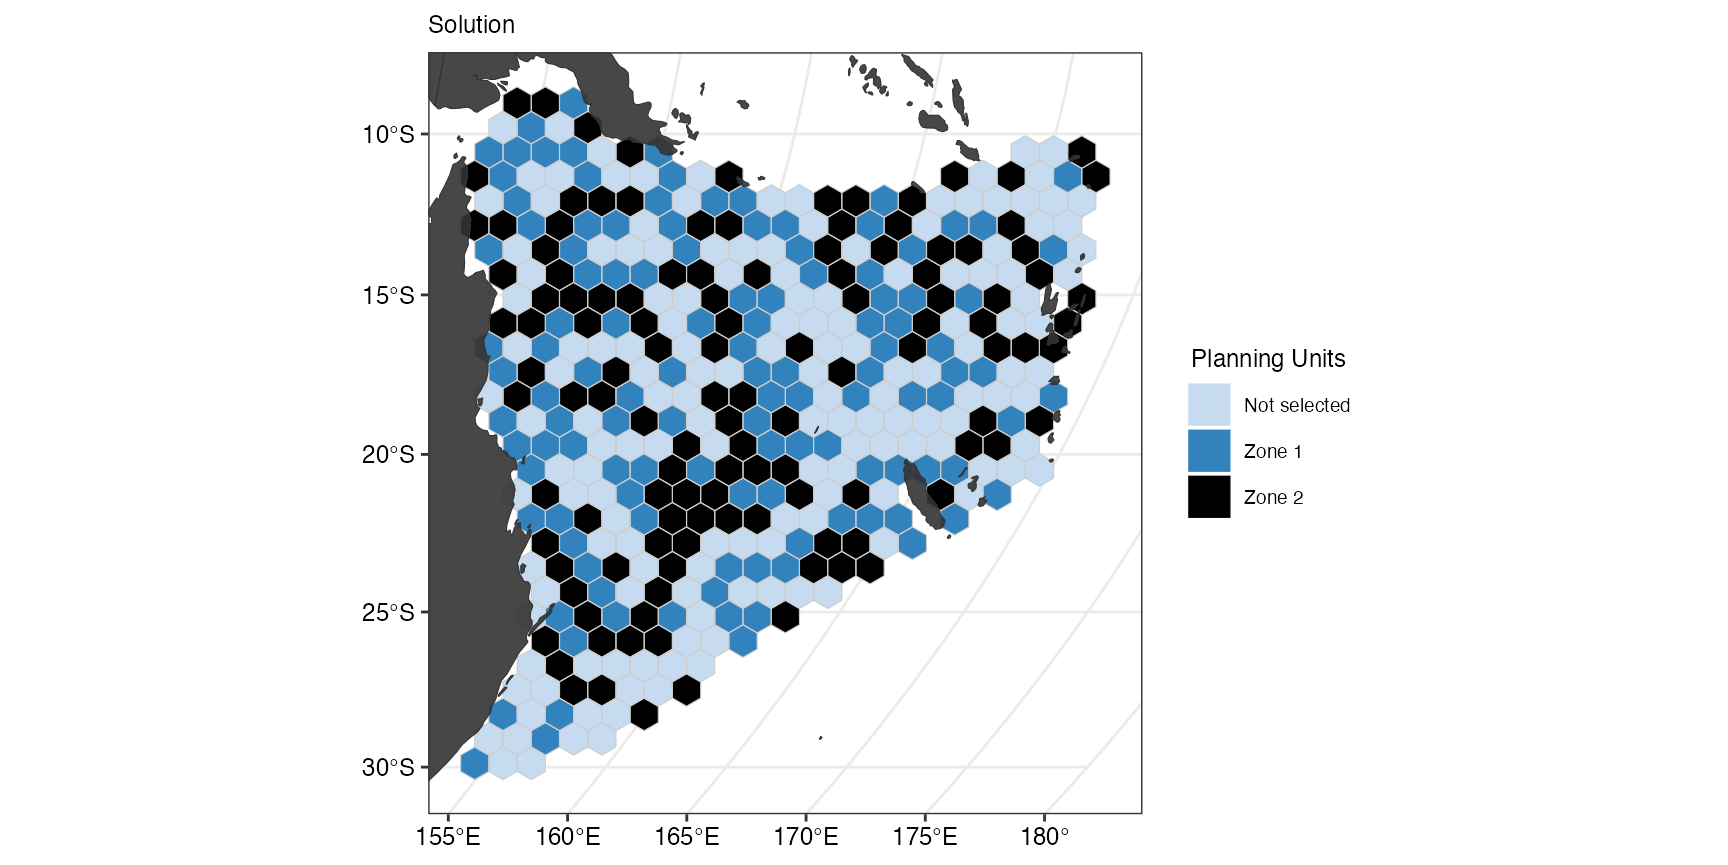 Solution
10°S
15°S
20°S
25°S
30°S
155°E 160°E 165°E 170°E 175°E 180°
Planning Units
Not selected
Zone 1
Zone 2